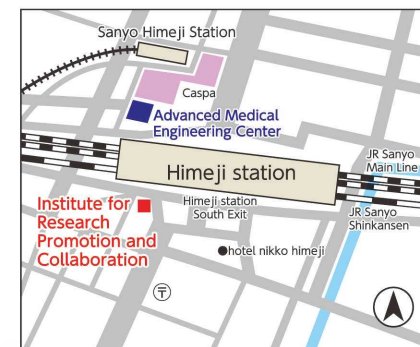 Sanyo Himeji Station
Caspa
Advanced Medical
Engineering Center
Himeji station
JR Sanyo
Main Line
Institute for
Research
Promotion and
Collaboration
Himeji station
South Exit
JR Sanyo
Shinkansen
hotel nikko himeji
〒